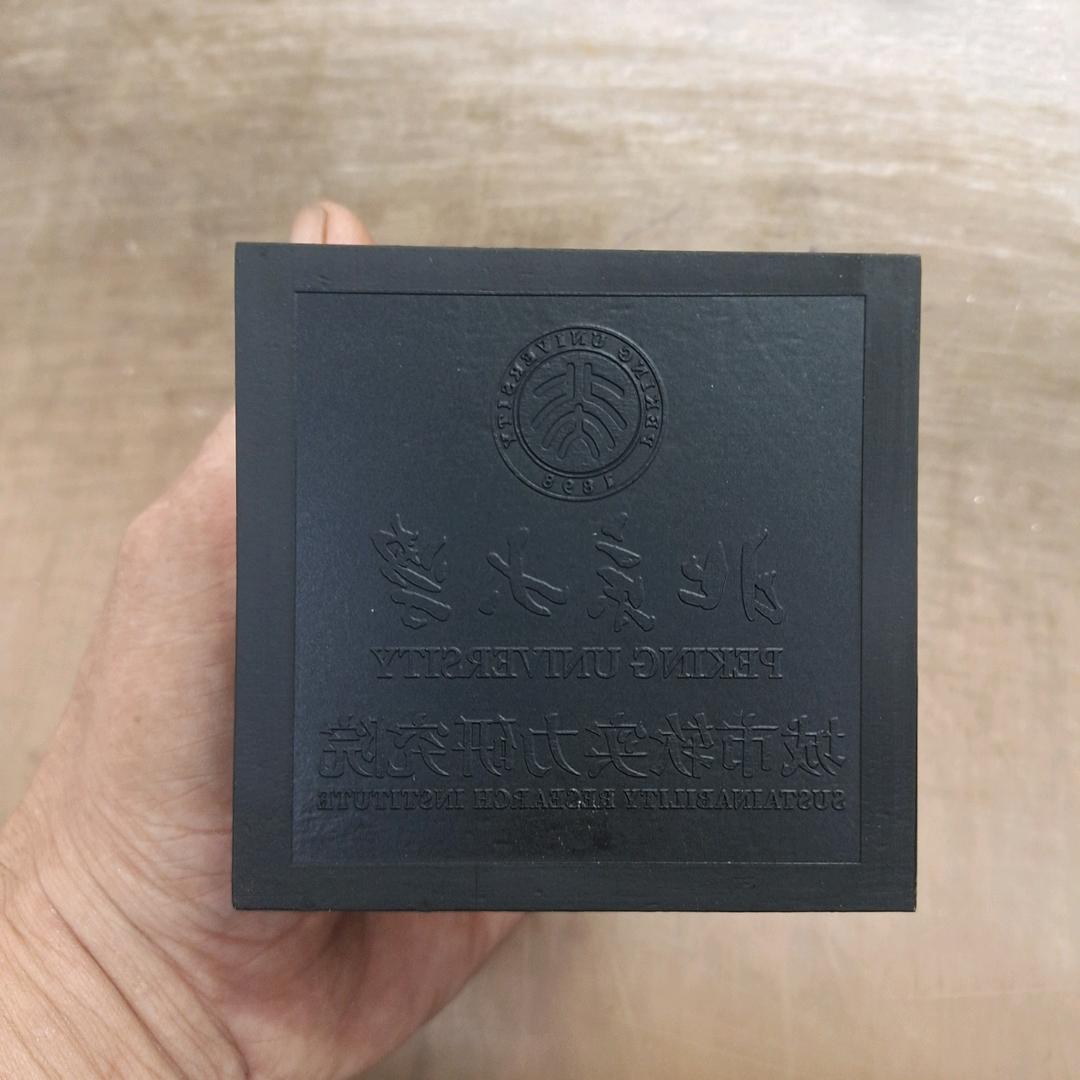 PEKING UNIVERSITY
1898
北京大學
PEKING UNIVERSITY
城市软实力研究院
SUSTAINABILITY RESEARCH INSTITUTE